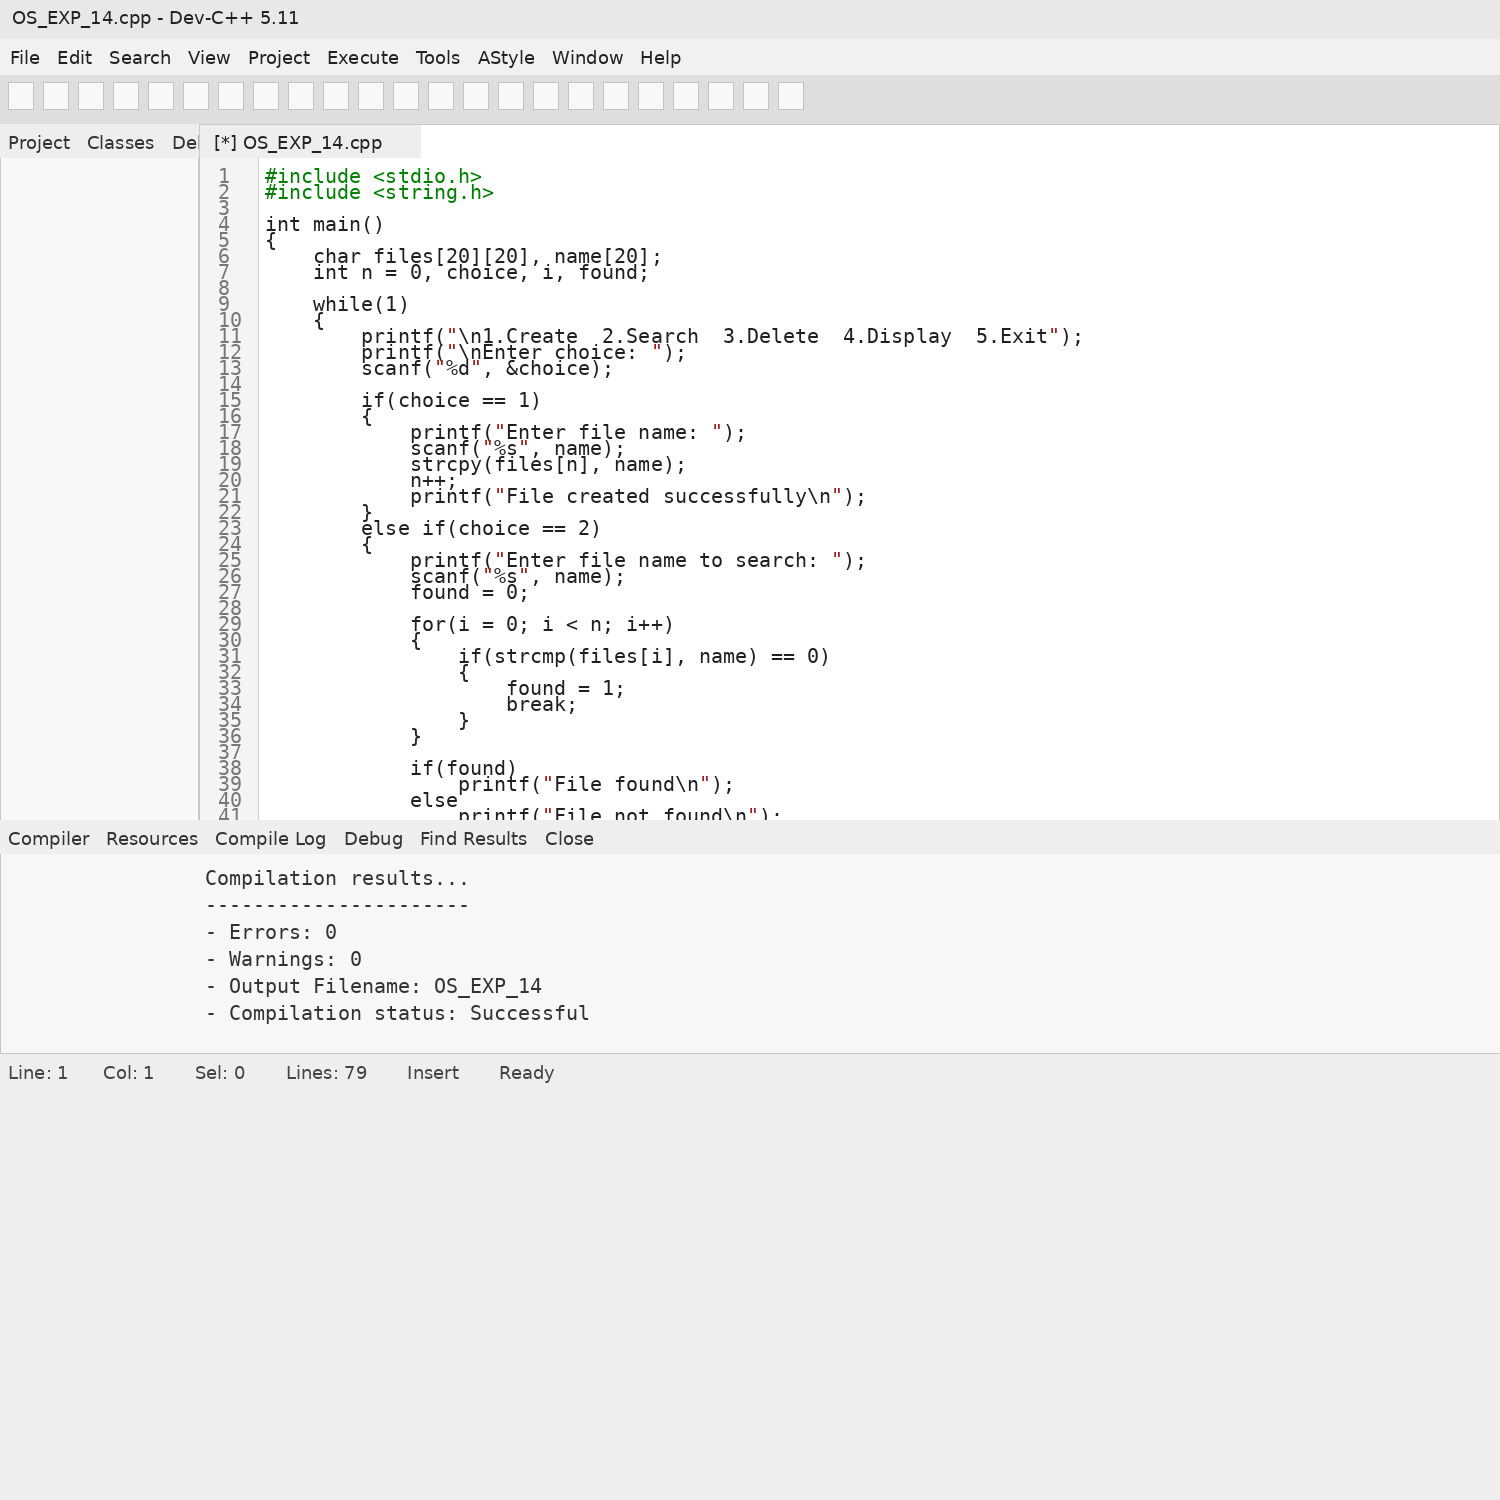 OS_EXP_14.cpp - Dev-C++ 5.11
File Edit Search View Project Execute Tools AStyle Window Help
Project Classes
[*] OS_EXP_14.cpp
1 #include <stdio.h>
2 #include <string.h>
3
4 int main()
5 {
6     char files[20][20], name[20];
7     int n = 0, choice, i, found;
8
9     while(1)
10     {
11         printf("\n1.Create  2.Search  3.Delete  4.Display  5.Exit");
12         printf("\nEnter choice: ");
13         scanf("%d", &choice);
14
15         if(choice == 1)
16         {
17             printf("Enter file name: ");
18             scanf("%s", name);
19             strcpy(files[n], name);
20             n++;
21             printf("File created successfully\n");
22         }
23         else if(choice == 2)
24         {
25             printf("Enter file name to search: ");
26             scanf("%s", name);
27             found = 0;
28
29             for(i = 0; i < n; i++)
30             {
31                 if(strcmp(files[i], name) == 0)
32                 {
33                     found = 1;
34                     break;
35                 }
36             }
37
38             if(found)
39                 printf("File found\n");
40             else
41                 printf("File not found\n");
Compiler Resources Compile Log Debug Find Results Close
Compilation results...
----------------------
- Errors: 0
- Warnings: 0
- Output Filename: OS_EXP_14
- Compilation status: Successful
Line: 1 Col: 1 Sel: 0 Lines: 79 Insert Ready